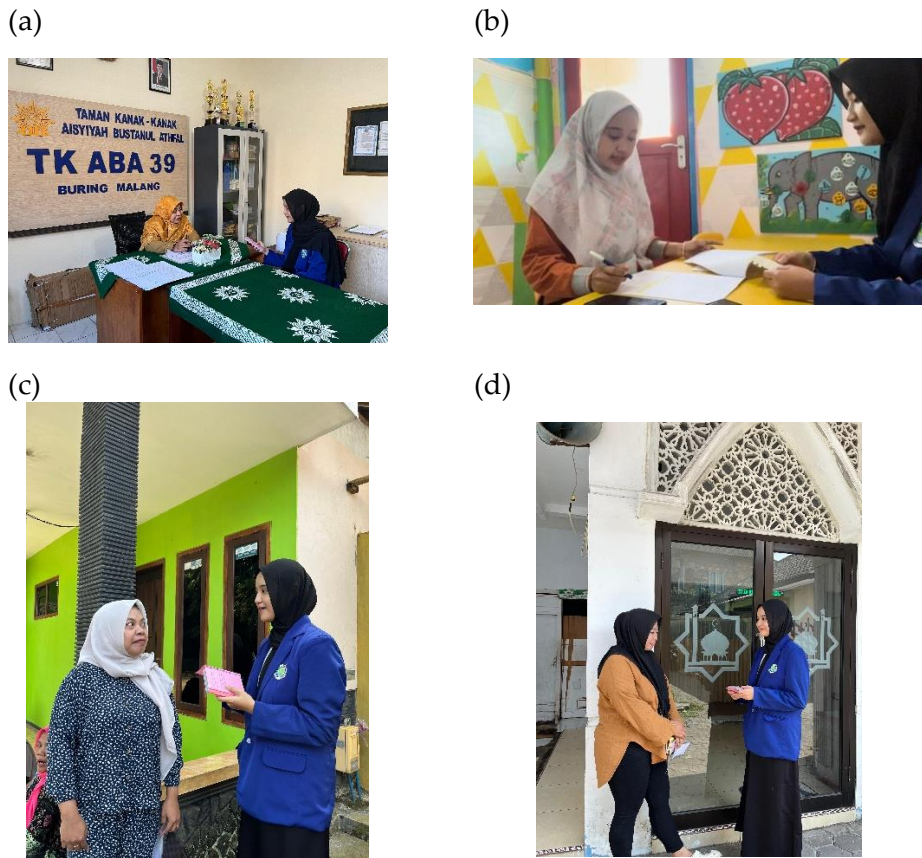 (a)
(b)
TAMAN KANAK-KANAK
AISYIYAH BUSTANUL ATHFAL
TK ABA 39
BURING MALANG
(c)
(d)